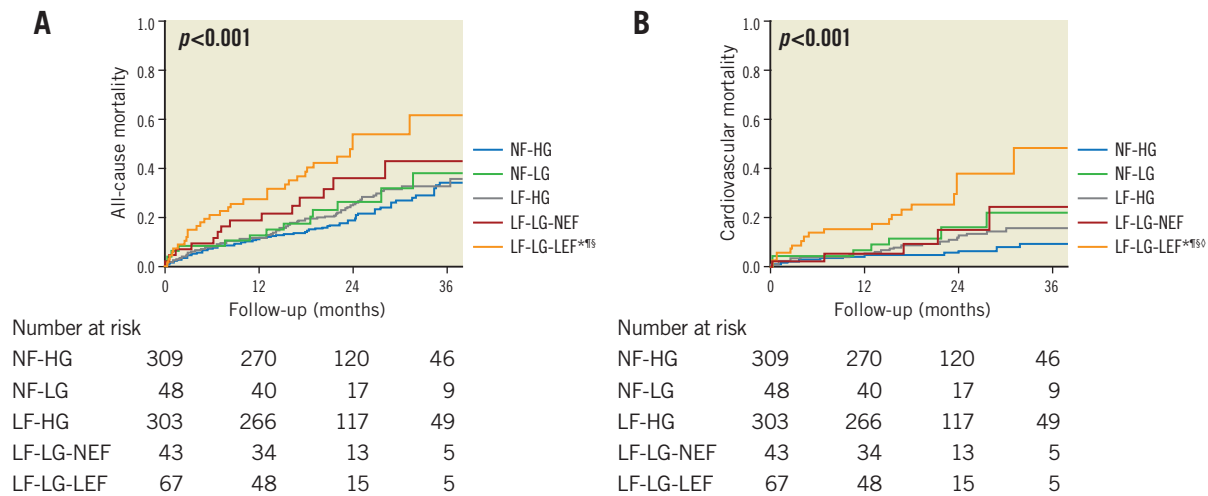 A
p<0.001
All-cause mortality
1.0
0.8
0.6
0.4
0.2
0.0
0 12 24 36
Follow-up (months)
NF-HG
NF-LG
LF-HG
LF-LG-NEF
LF-LG-LEF*¶§
Number at risk
NF-HG 309 270 120 46
NF-LG 48 40 17 9
LF-HG 303 266 117 49
LF-LG-NEF 43 34 13 5
LF-LG-LEF 67 48 15 5
B
p<0.001
Cardiovascular mortality
1.0
0.8
0.6
0.4
0.2
0.0
0 12 24 36
Follow-up (months)
NF-HG
NF-LG
LF-HG
LF-LG-NEF
LF-LG-LEF*¶§◊
Number at risk
NF-HG 309 270 120 46
NF-LG 48 40 17 9
LF-HG 303 266 117 49
LF-LG-NEF 43 34 13 5
LF-LG-LEF 67 48 15 5